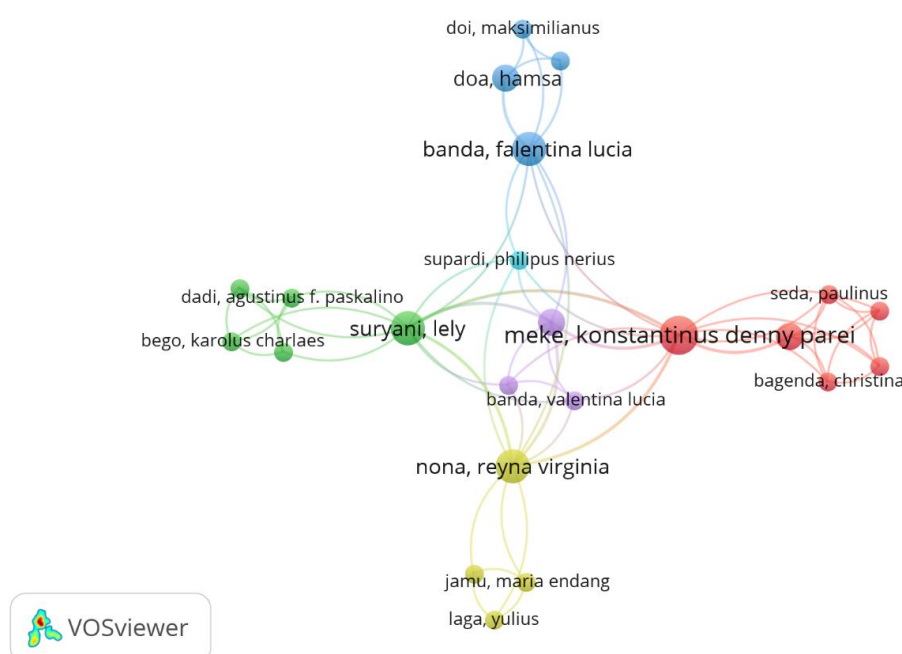 doi, maksimilianus
doa, hamsa
banda, falentina lucia
supardi, philipus nerius
dadi, agustinus f. paskalino
seda, paulinus
suryani, lely
meke, konstantinus denny parei
bego, karolus charlaes
bagenda, christina
banda, valentina lucia
nona, reyna virginia
jamu, maria endang
laga, yulius
VOSviewer